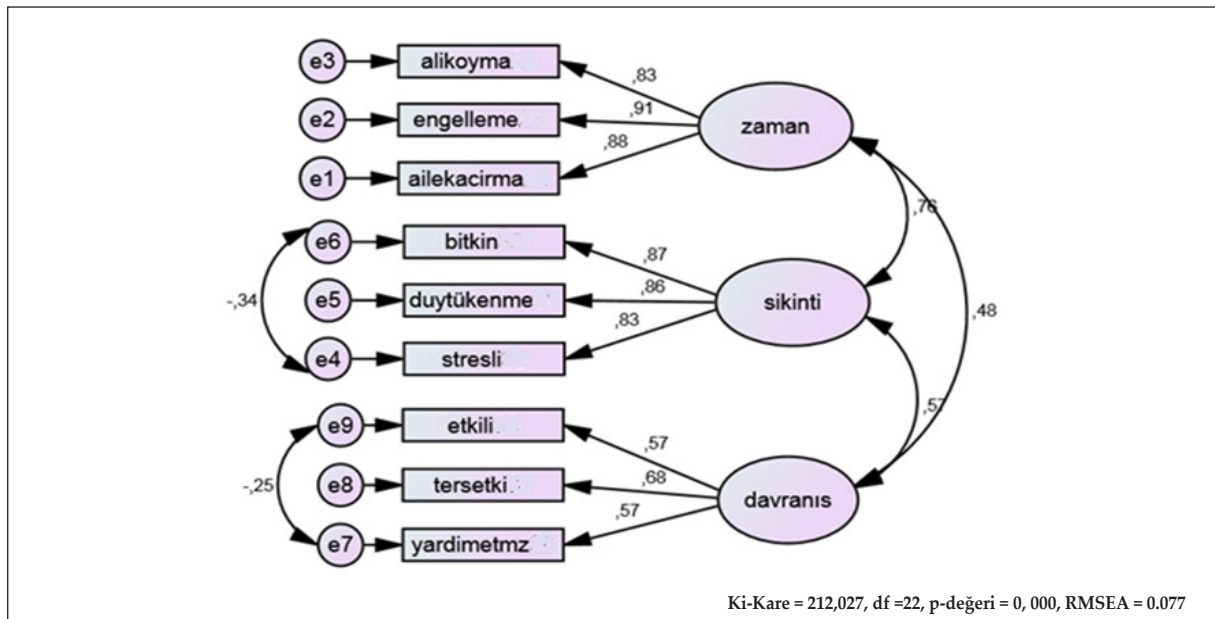 e3 alikoyma
,83
e2 engelleme
,91
zaman
e1 ailekacirma
,88
e6 bitkin
,87
,76
-,34
e5 duytükenme
,86
sikinti
,48
e4 stresli
,83
e9 etkili
,57
,57
-,25
e8 tersetki
,68
davranıs
e7 yardimetmz
,57
Ki-Kare = 212,027, df =22, p-değeri = 0, 000, RMSEA = 0.077